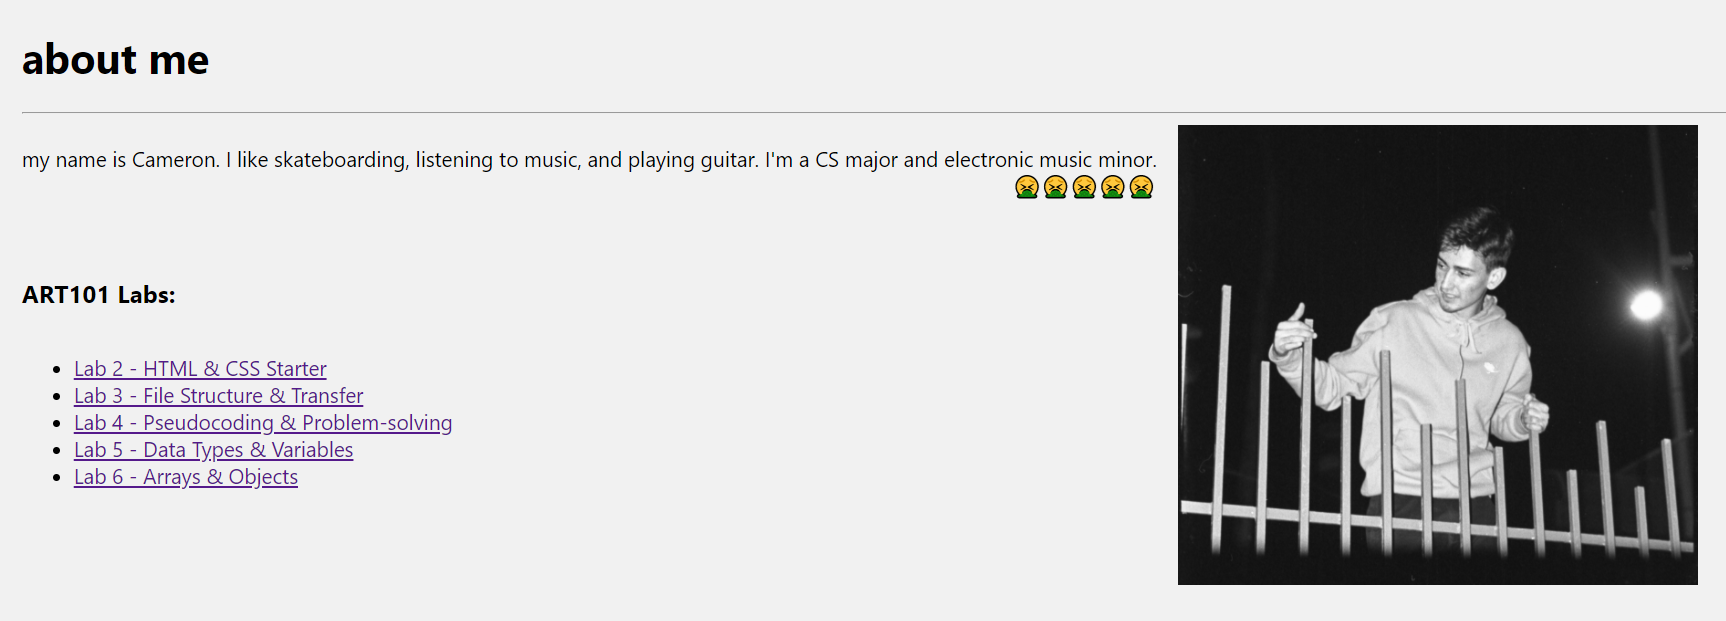 about me
my name is Cameron. I like skateboarding, listening to music, and playing guitar. I'm a CS major and electronic music minor.
🤮🤮🤮🤮🤮
ART101 Labs:
Lab 2 - HTML & CSS Starter
Lab 3 - File Structure & Transfer
Lab 4 - Pseudocoding & Problem-solving
Lab 5 - Data Types & Variables
Lab 6 - Arrays & Objects